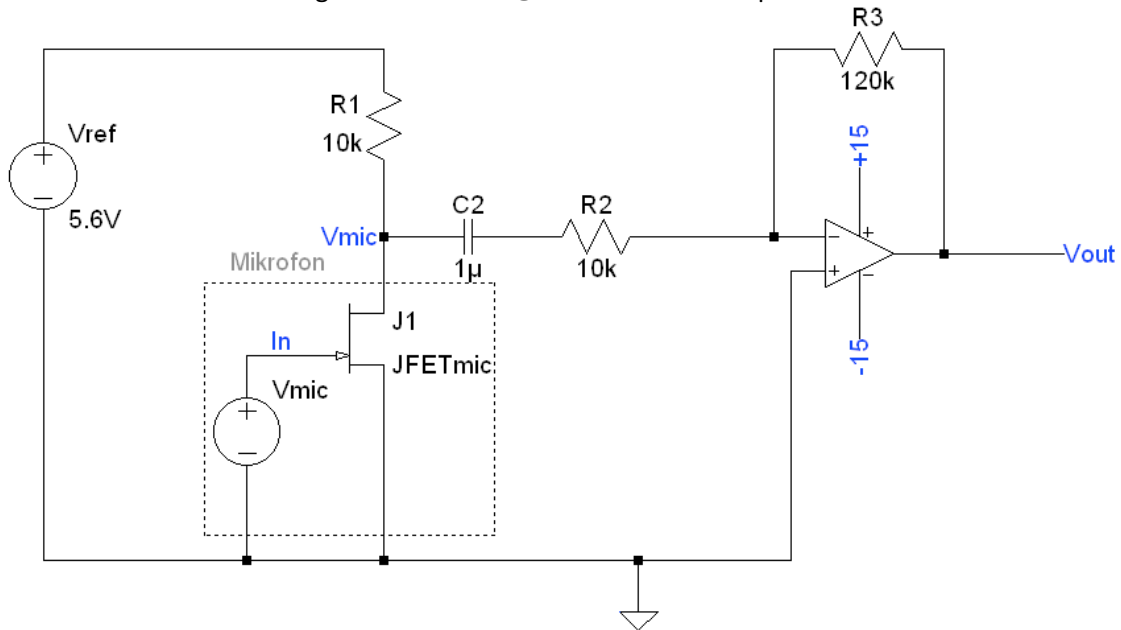 R3
120k
R1
10k
Vref
5.6V
+15
C2
1µ
R2
10k
Vmic
Mikrofon
Vout
-15
In
J1
JFETmic
Vmic